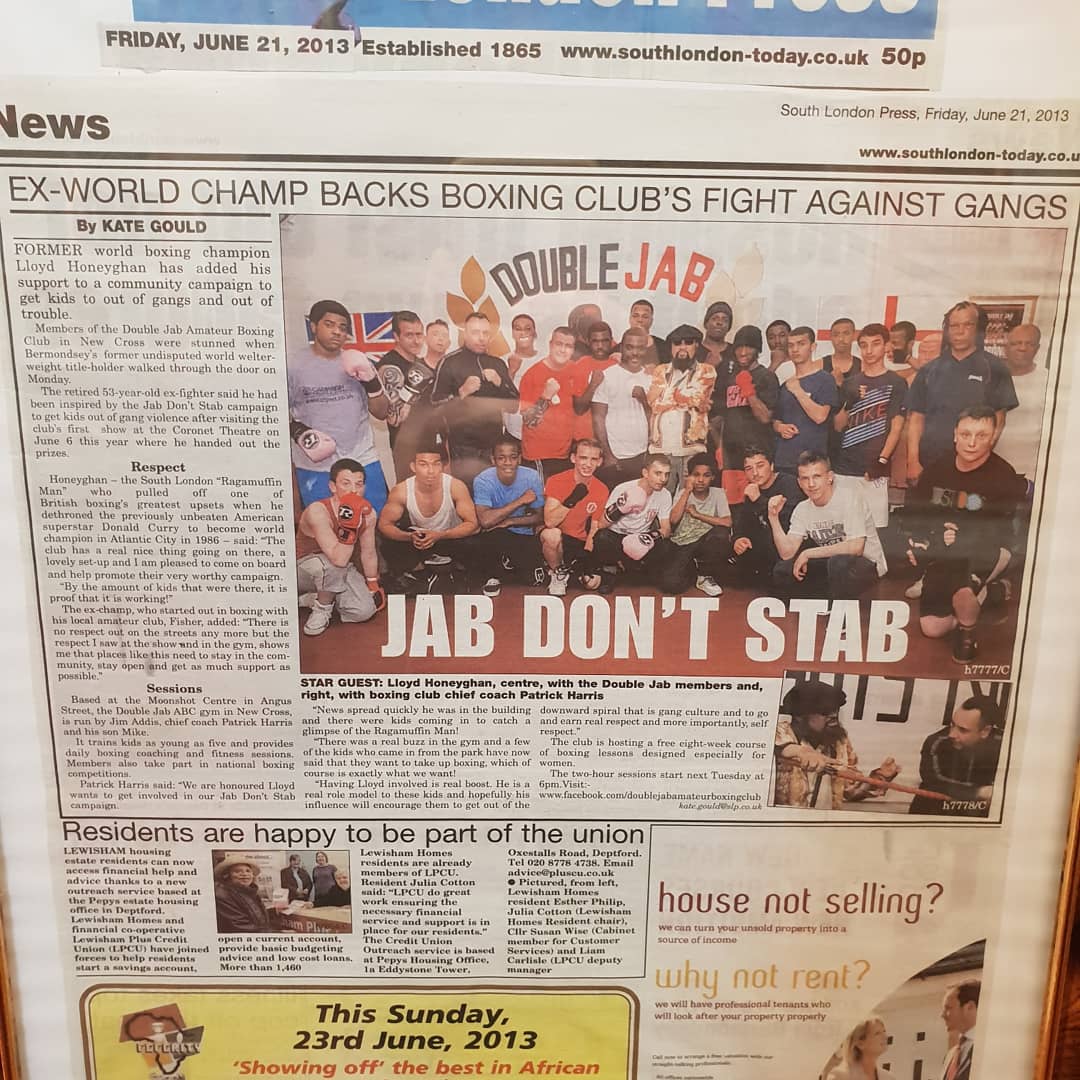 London Press
FRIDAY, JUNE 21, 2013 Established 1865 www.southlondon-today.co.uk 50p
News
South London Press, Friday, June 21, 2013
www.southlondon-today.co.u
EX-WORLD CHAMP BACKS BOXING CLUB'S FIGHT AGAINST GANGS
By KATE GOULD
FORMER world boxing champion
Lloyd Honeyghan has added his
support to a community campaign to
get kids to out of gangs and out of
trouble.
Members of the Double Jab Amateur Boxing
Club in New Cross were stunned when
Bermondsey's former undisputed world welter-
weight title-holder walked through the door on
Monday.
The retired 53-year-old ex-fighter said he had
been inspired by the Jab Don't Stab campaign
to get kids out of gang violence after visiting the
club's first show at the Coronet Theatre on
June 6 this year where he handed out the
prizes.
Respect
Honeyghan – the South London "Ragamuffin
Man" who pulled off one of
British boxing's greatest upsets when he
dethroned the previously unbeaten American
superstar Donald Curry to become world
champion in Atlantic City in 1986 – said: "The
club has a real nice thing going on there, a
lovely set-up and I am pleased to come on board
and help promote their very worthy campaign.
"By the amount of kids that were there, it is
proof that it is working!"
The ex-champ, who started out in boxing with
his local amateur club, Fisher, added: "There is
no respect out on the streets any more but the
respect I saw at the show and in the gym, shows
me that places like this need to stay in the com-
munity, stay open and get as much support as
possible."
Sessions
Based at the Moonshot Centre in Angus
Street, the Double Jab ABC gym in New Cross,
is run by Jim Addis, chief coach Patrick Harris
and his son Mike.
It trains kids as young as five and provides
daily boxing coaching and fitness sessions.
Members also take part in national boxing
competitions.
Patrick Harris said: "We are honoured Lloyd
wants to get involved in our Jab Don't Stab
campaign.
DOUBLE JAB
NIKE
JAB DON'T STAB
h7777/C
STAR GUEST: Lloyd Honeyghan, centre, with the Double Jab members and,
right, with boxing club chief coach Patrick Harris
"News spread quickly he was in the building
and there were kids coming in to catch a
glimpse of the Ragamuffin Man!
"There was a real buzz in the gym and a few
of the kids who came in from the park have now
said that they want to take up boxing, which of
course is exactly what we want!
"Having Lloyd involved is real boost. He is a
real role model to these kids and hopefully his
influence will encourage them to get out of the
downward spiral that is gang culture and to go
and earn real respect and more importantly, self
respect."
The club is hosting a free eight-week course
of boxing lessons designed especially for
women.
The two-hour sessions start next Tuesday at
6pm.Visit:-
www.facebook.com/doublejabamateurboxingclub
kate.gould@slp.co.uk
h7778/C
Residents are happy to be part of the union
LEWISHAM housing
estate residents can now
access financial help and
advice thanks to a new
outreach service based at
the Pepys estate housing
office in Deptford.
Lewisham Homes and
financial co-operative
Lewisham Plus Credit
Union (LPCU) have joined
forces to help residents
start a savings account,
open a current account,
provide basic budgeting
advice and low cost loans.
More than 1,460
Lewisham Homes
residents are already
members of LPCU.
Resident Julia Cotton
said: "LPCU do great
work ensuring the
necessary financial
service and support is in
place for our residents."
The Credit Union
Outreach service is based
at Pepys Housing Office,
1a Eddystone Tower,
Oxestalls Road, Deptford.
Tel 020 8778 4738. Email
advice@pluscu.co.uk
● Pictured, from left,
Lewisham Homes
resident Esther Philip,
Julia Cotton (Lewisham
Homes Resident chair),
Cllr Susan Wise (Cabinet
member for Customer
Services) and Liam
Carlisle (LPCU deputy
manager
house not selling?
we can turn your unsold property into a
source of income
why not rent?
we will have professional tenants who
will look after your property properly
Call now to arrange a free valuation with our
straight-talking professionals.
This Sunday,
23rd June, 2013
'Showing off' the best in African